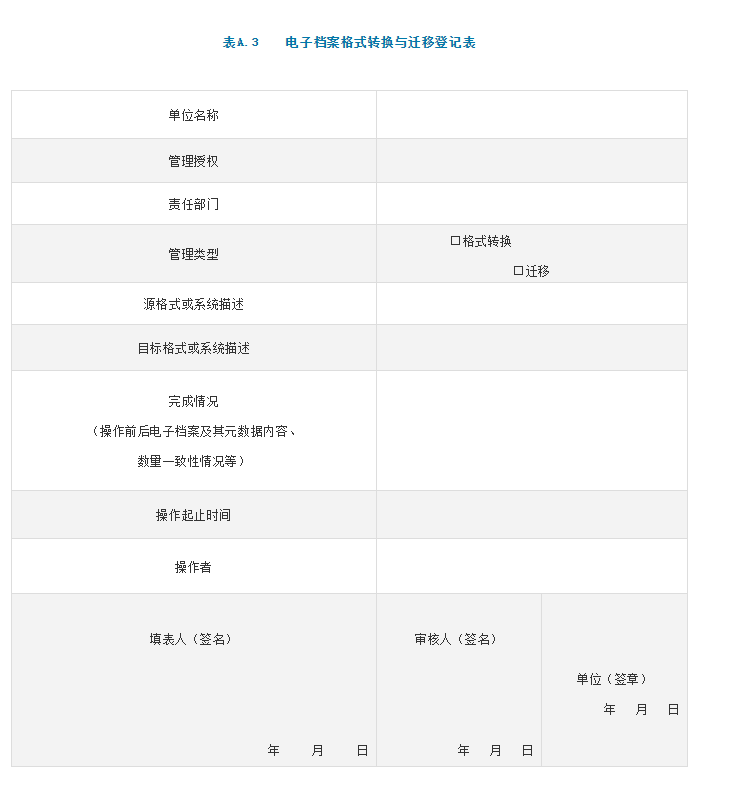 表A.3 电子档案格式转换与迁移登记表
单位名称
管理授权
责任部门
管理类型
□格式转换
□迁移
源格式或系统描述
目标格式或系统描述
完成情况
（操作前后电子档案及其元数据内容、
数量一致性情况等）
操作起止时间
操作者
填表人（签名）
年 月 日
审核人（签名）
年 月 日
单位（签章）
年 月 日